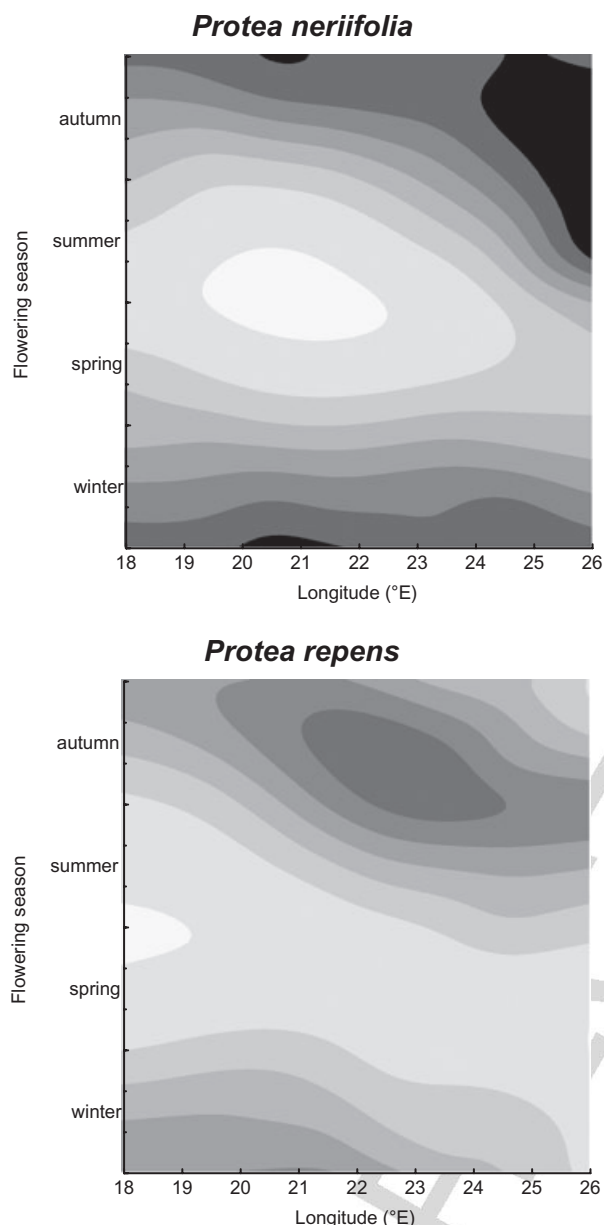 Protea neriifolia
autumn
summer
Flowering season
spring
winter
18 19 20 21 22 23 24 25 26
Longitude (°E)
Protea repens
autumn
summer
Flowering season
spring
winter
18 19 20 21 22 23 24 25 26
Longitude (°E)